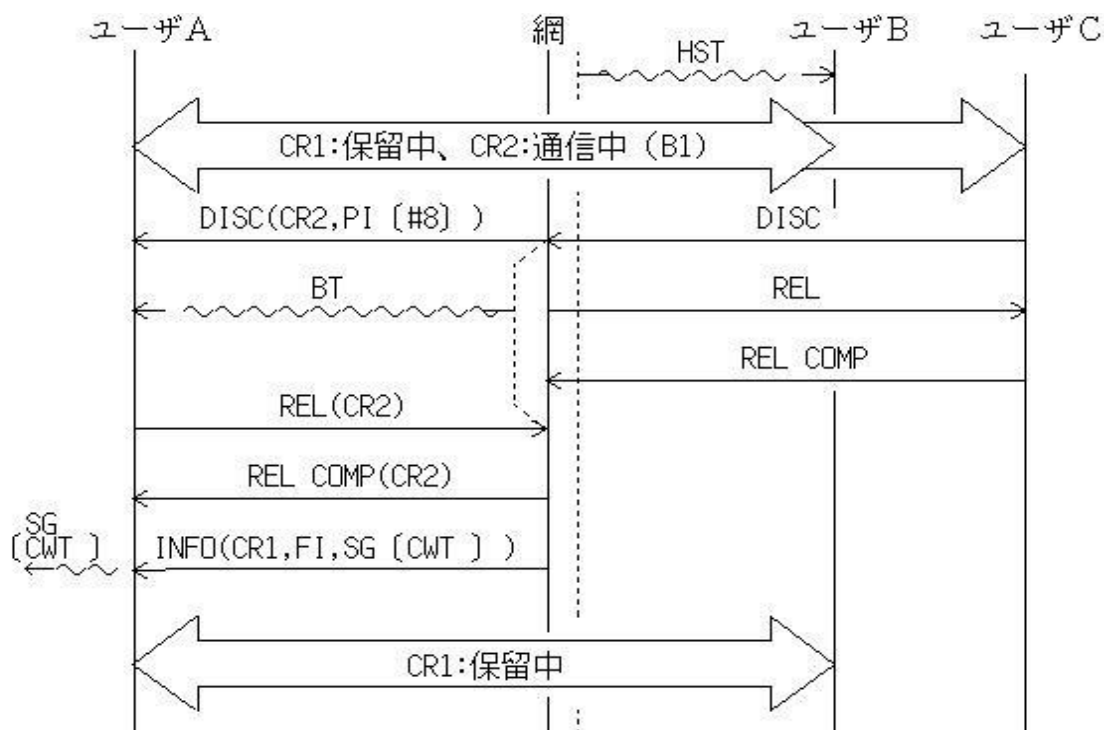 ユーザA 網 ユーザB ユーザC
HST
CR1:保留中、CR2:通信中（B1）
DISC(CR2,PI〔#8〕) DISC
BT REL
REL COMP
REL(CR2)
REL COMP(CR2)
SG
〔CWT〕 INFO(CR1,FI,SG〔CWT〕)
CR1:保留中